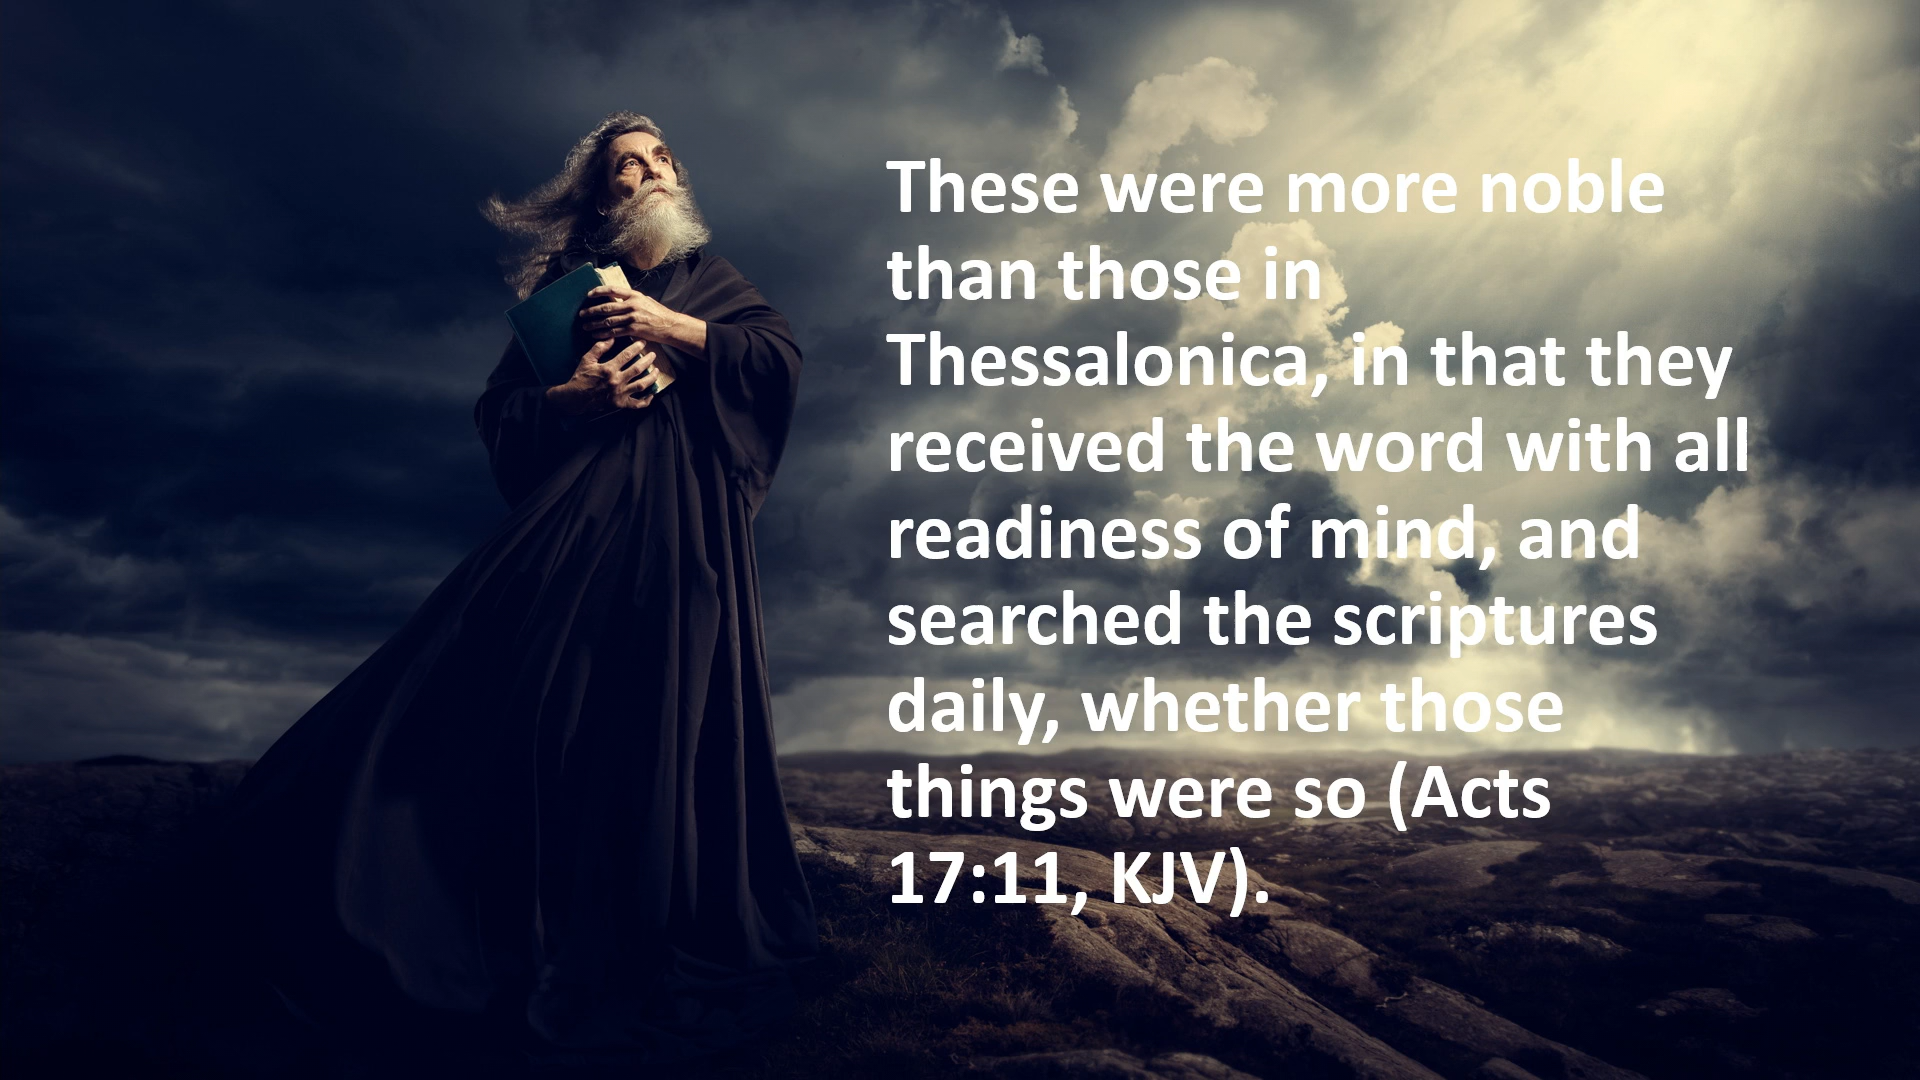 These were more noble
than those in
Thessalonica, in that they
received the word with all
readiness of mind, and
searched the scriptures
daily, whether those
things were so (Acts
17:11, KJV).